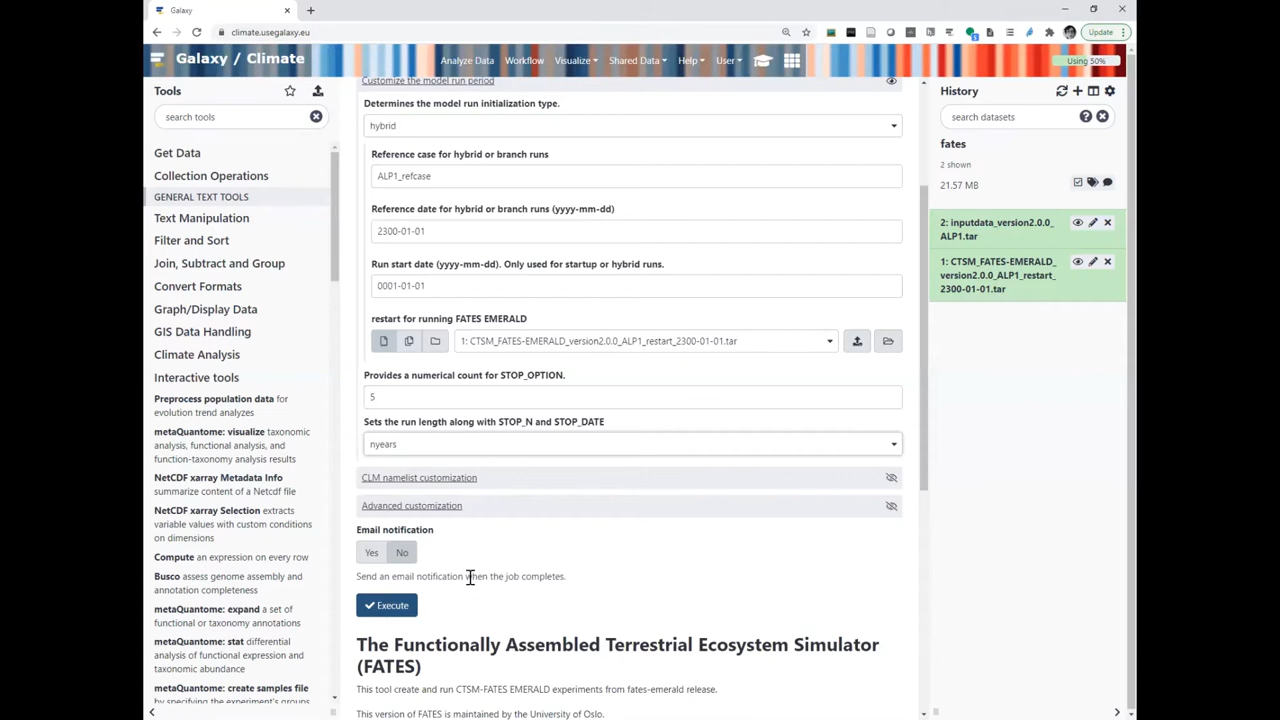 Galaxy
climate.usegalaxy.eu
Update
Galaxy / Climate
Analyze Data
Workflow
Visualize
Shared Data
Help
User
Using 50%
Tools
search tools
Get Data
Collection Operations
GENERAL TEXT TOOLS
Text Manipulation
Filter and Sort
Join, Subtract and Group
Convert Formats
Graph/Display Data
GIS Data Handling
Climate Analysis
Interactive tools
Preprocess population data for
evolution trend analyzes
metaQuantome: visualize taxonomic
analysis, functional analysis, and
function-taxonomy analysis results
NetCDF xarray Metadata Info
summarize content of a Netcdf file
NetCDF xarray Selection extracts
variable values with custom conditions
on dimensions
Compute an expression on every row
Busco assess genome assembly and
annotation completeness
metaQuantome: expand a set of
functional or taxonomy annotations
metaQuantome: stat differential
analysis of functional expression and
taxonomic abundance
metaQuantome: create samples file
by specifying the experiment's groups
Customize the model run period
Determines the model run initialization type.
hybrid
Reference case for hybrid or branch runs
ALP1_refcase
Reference date for hybrid or branch runs (yyyy-mm-dd)
2300-01-01
Run start date (yyyy-mm-dd). Only used for startup or hybrid runs.
0001-01-01
restart for running FATES EMERALD
1: CTSM_FATES-EMERALD_version2.0.0_ALP1_restart_2300-01-01.tar
Provides a numerical count for STOP_OPTION.
5
Sets the run length along with STOP_N and STOP_DATE
nyears
CLM namelist customization
Advanced customization
Email notification
Yes No
Send an email notification when the job completes.
Execute
The Functionally Assembled Terrestrial Ecosystem Simulator
(FATES)
This tool create and run CTSM-FATES EMERALD experiments from fates-emerald release.
This version of FATES is maintained by the University of Oslo.
History
search datasets
fates
2 shown
21.57 MB
2: inputdata_version2.0.0_
ALP1.tar
1: CTSM_FATES-EMERALD_
version2.0.0_ALP1_restart_
2300-01-01.tar